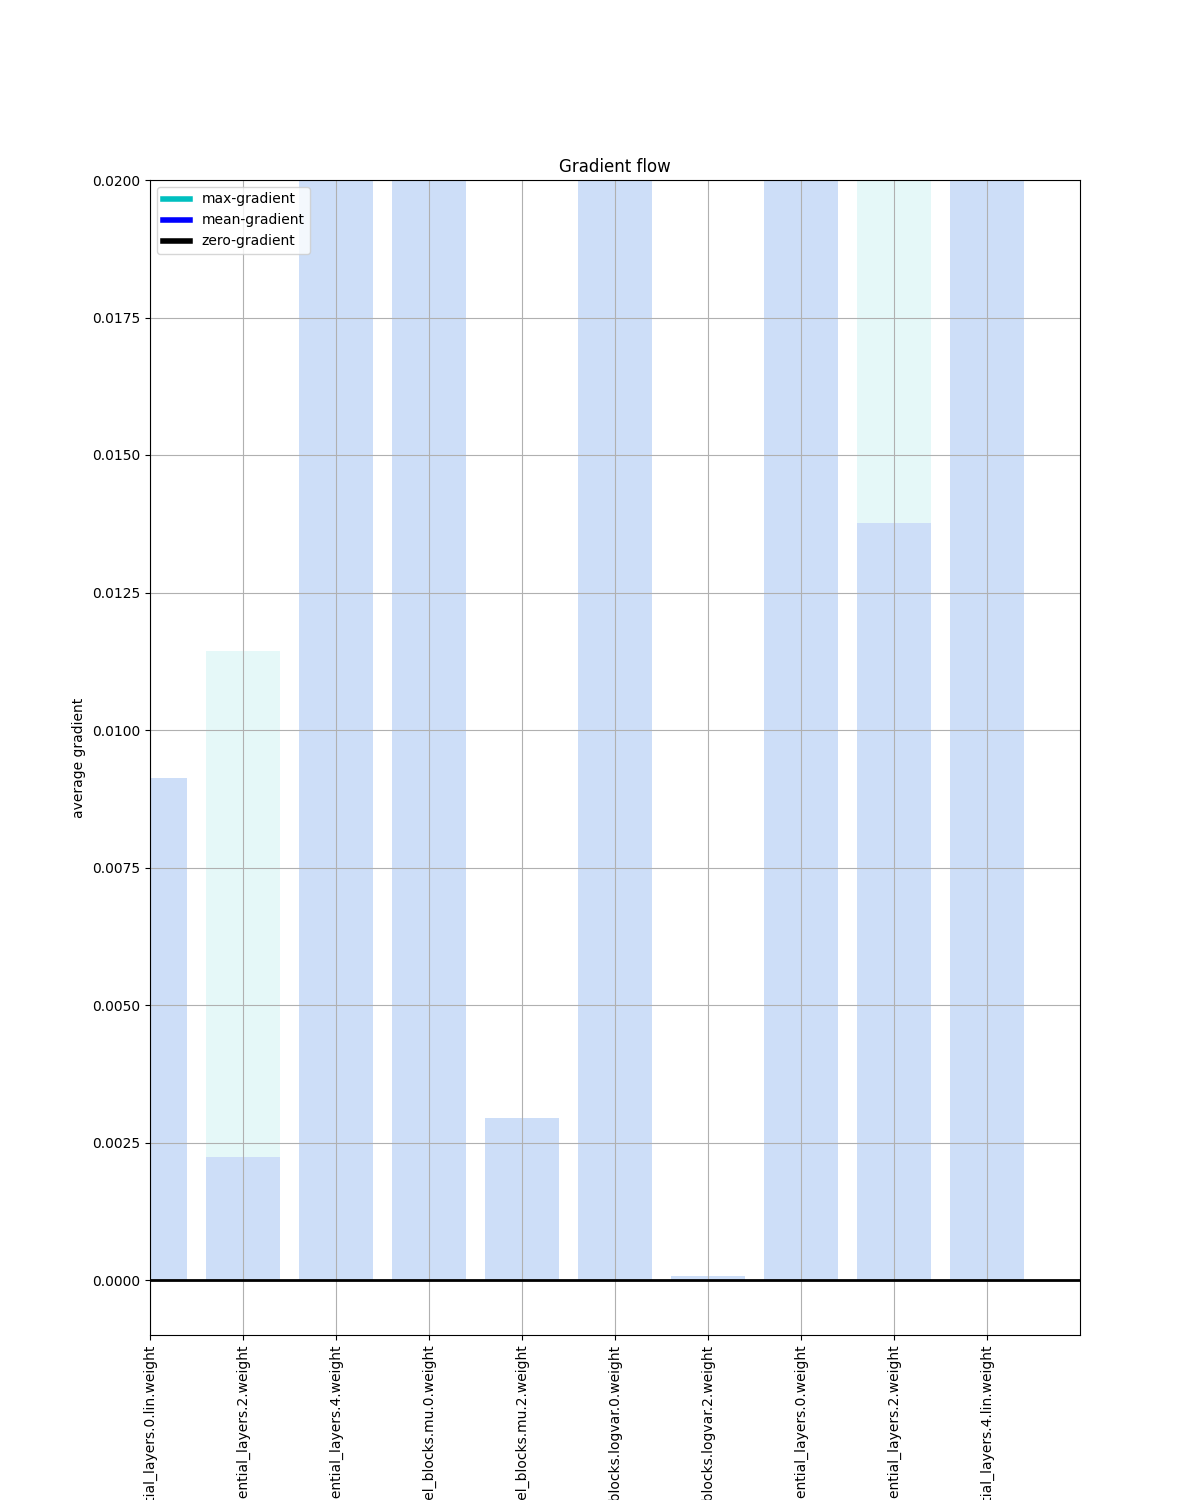 Gradient flow
max-gradient
mean-gradient
zero-gradient
0.0200
0.0175
0.0150
0.0125
0.0100
0.0075
0.0050
0.0025
0.0000
average gradient
tial_layers.0.lin.weight
ential_layers.2.weight
ential_layers.4.weight
el_blocks.mu.0.weight
el_blocks.mu.2.weight
blocks.logvar.0.weight
blocks.logvar.2.weight
ential_layers.0.weight
ential_layers.2.weight
tial_layers.4.lin.weight